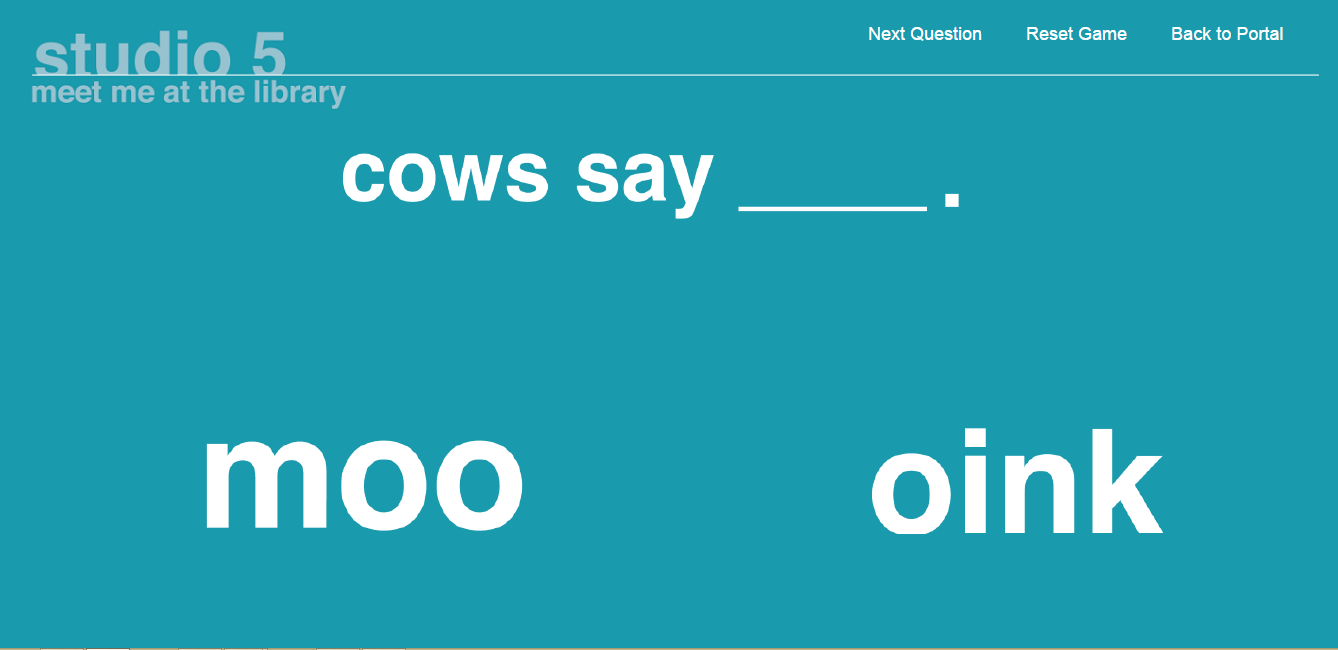 studio 5
meet me at the library
Next Question Reset Game Back to Portal
cows say _____ .
moo oink